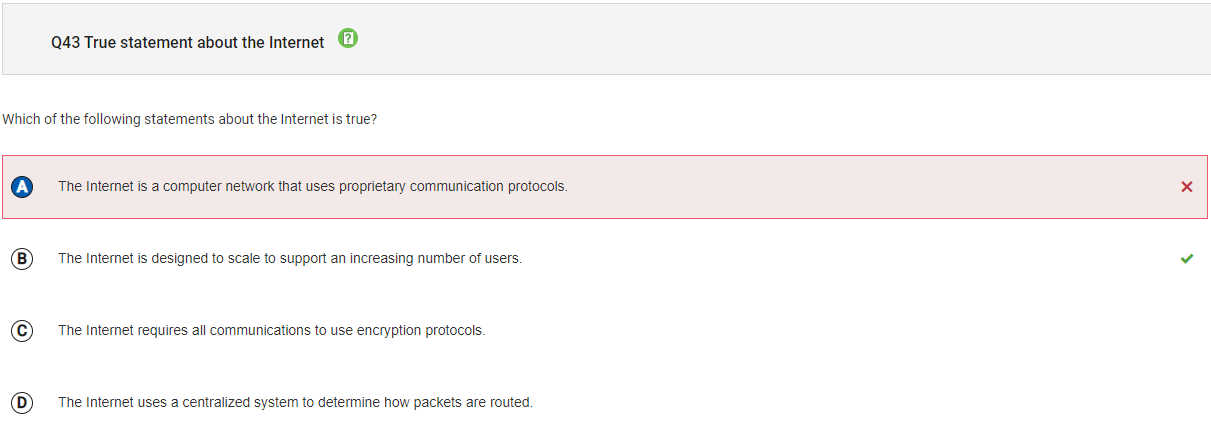 Q43 True statement about the Internet
Which of the following statements about the Internet is true?
A The Internet is a computer network that uses proprietary communication protocols.
B The Internet is designed to scale to support an increasing number of users.
C The Internet requires all communications to use encryption protocols.
D The Internet uses a centralized system to determine how packets are routed.